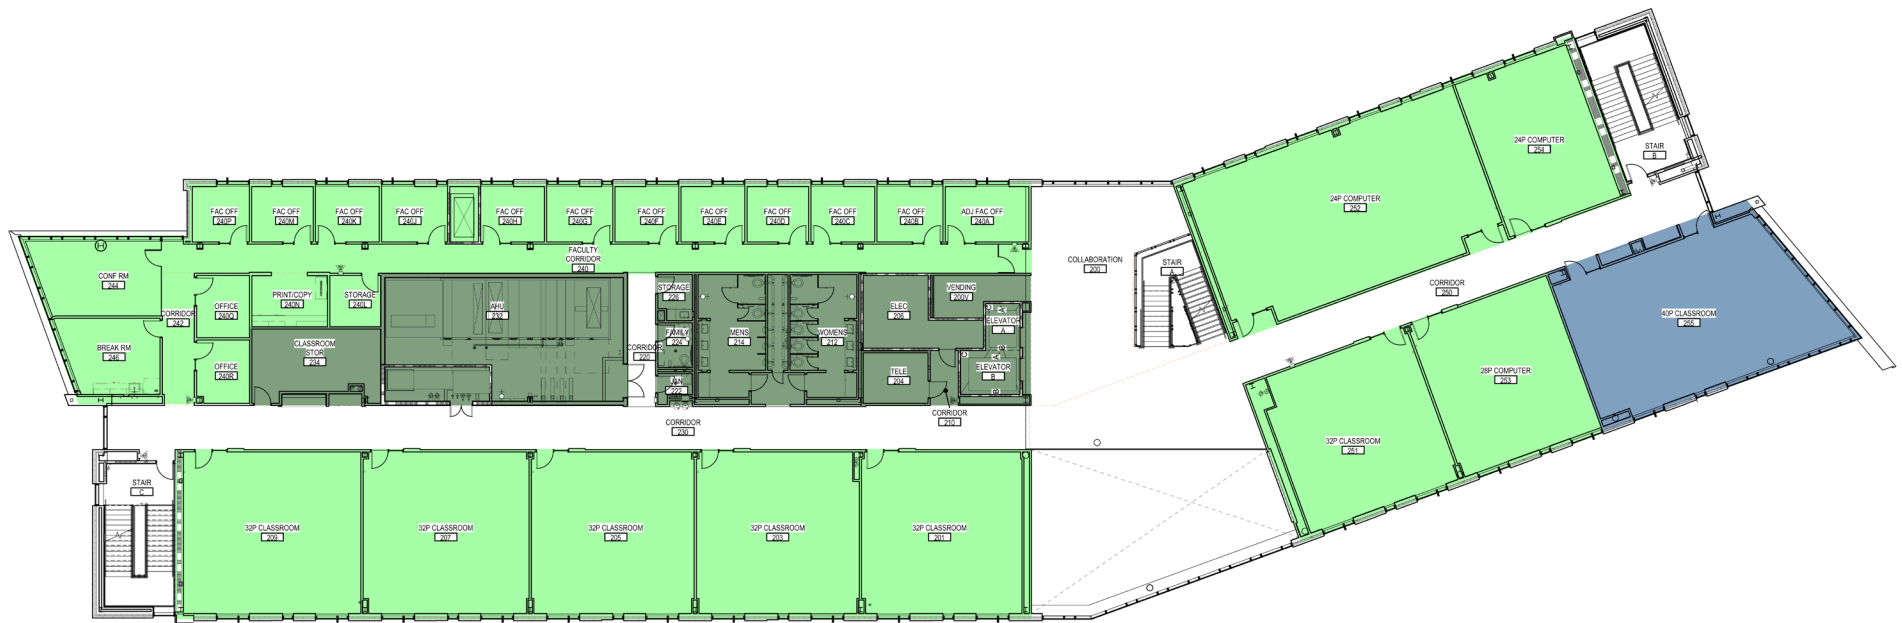 FAC OFF
240P
FAC OFF
240M
FAC OFF
240K
FAC OFF
240J
FAC OFF
240H
FAC OFF
240G
FAC OFF
240F
FAC OFF
240E
FAC OFF
240D
FAC OFF
240C
FAC OFF
240B
ADJ FAC OFF
240A
FACULTY
CORRIDOR
240
CONF RM
244
CORRIDOR
242
BREAK RM
246
OFFICE
240Q
OFFICE
240R
PRINT/COPY
240N
STORAGE
240L
CLASSROOM
STOR
234
AHU
232
CORRIDOR
220
STORAGE
226
FAMILY
224
JAN
222
MENS
214
WOMENS
212
ELEC
206
VENDING
200V
ELEVATOR
A
ELEVATOR
B
TELE
204
CORRIDOR
210
CORRIDOR
230
COLLABORATION
200
STAIR
A
STAIR
B
STAIR
C
24P COMPUTER
252
24P COMPUTER
254
CORRIDOR
250
40P CLASSROOM
255
28P COMPUTER
253
32P CLASSROOM
251
32P CLASSROOM
209
32P CLASSROOM
207
32P CLASSROOM
205
32P CLASSROOM
203
32P CLASSROOM
201